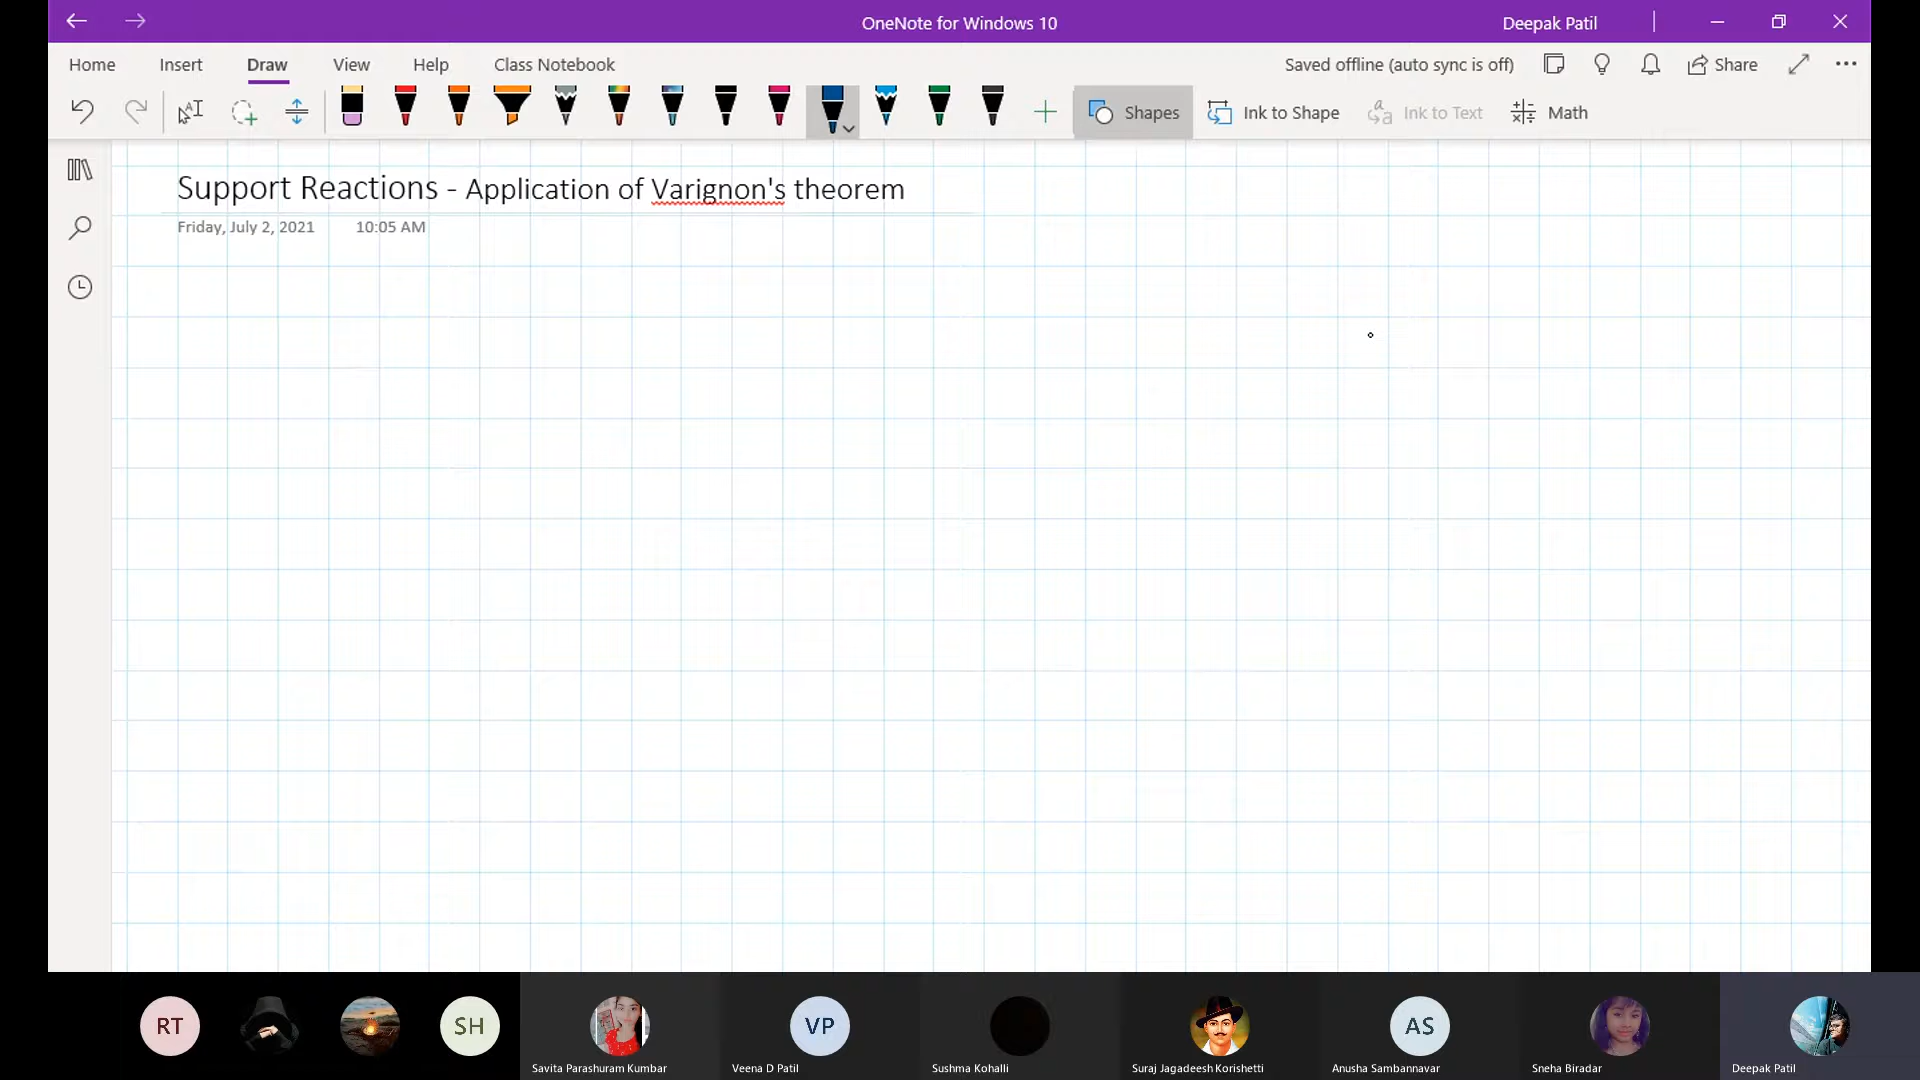 OneNote for Windows 10
Deepak Patil
Home Insert Draw View Help Class Notebook
Saved offline (auto sync is off)
Share
Shapes
Ink to Shape
Ink to Text
Math
Support Reactions - Application of Varignon's theorem
Friday, July 2, 2021 10:05 AM
RT
SH
VP
AS
Savita Parashuram Kumbar
Veena D Patil
Sushma Kohalli
Suraj Jagadeesh Korishetti
Anusha Sambannavar
Sneha Biradar
Deepak Patil